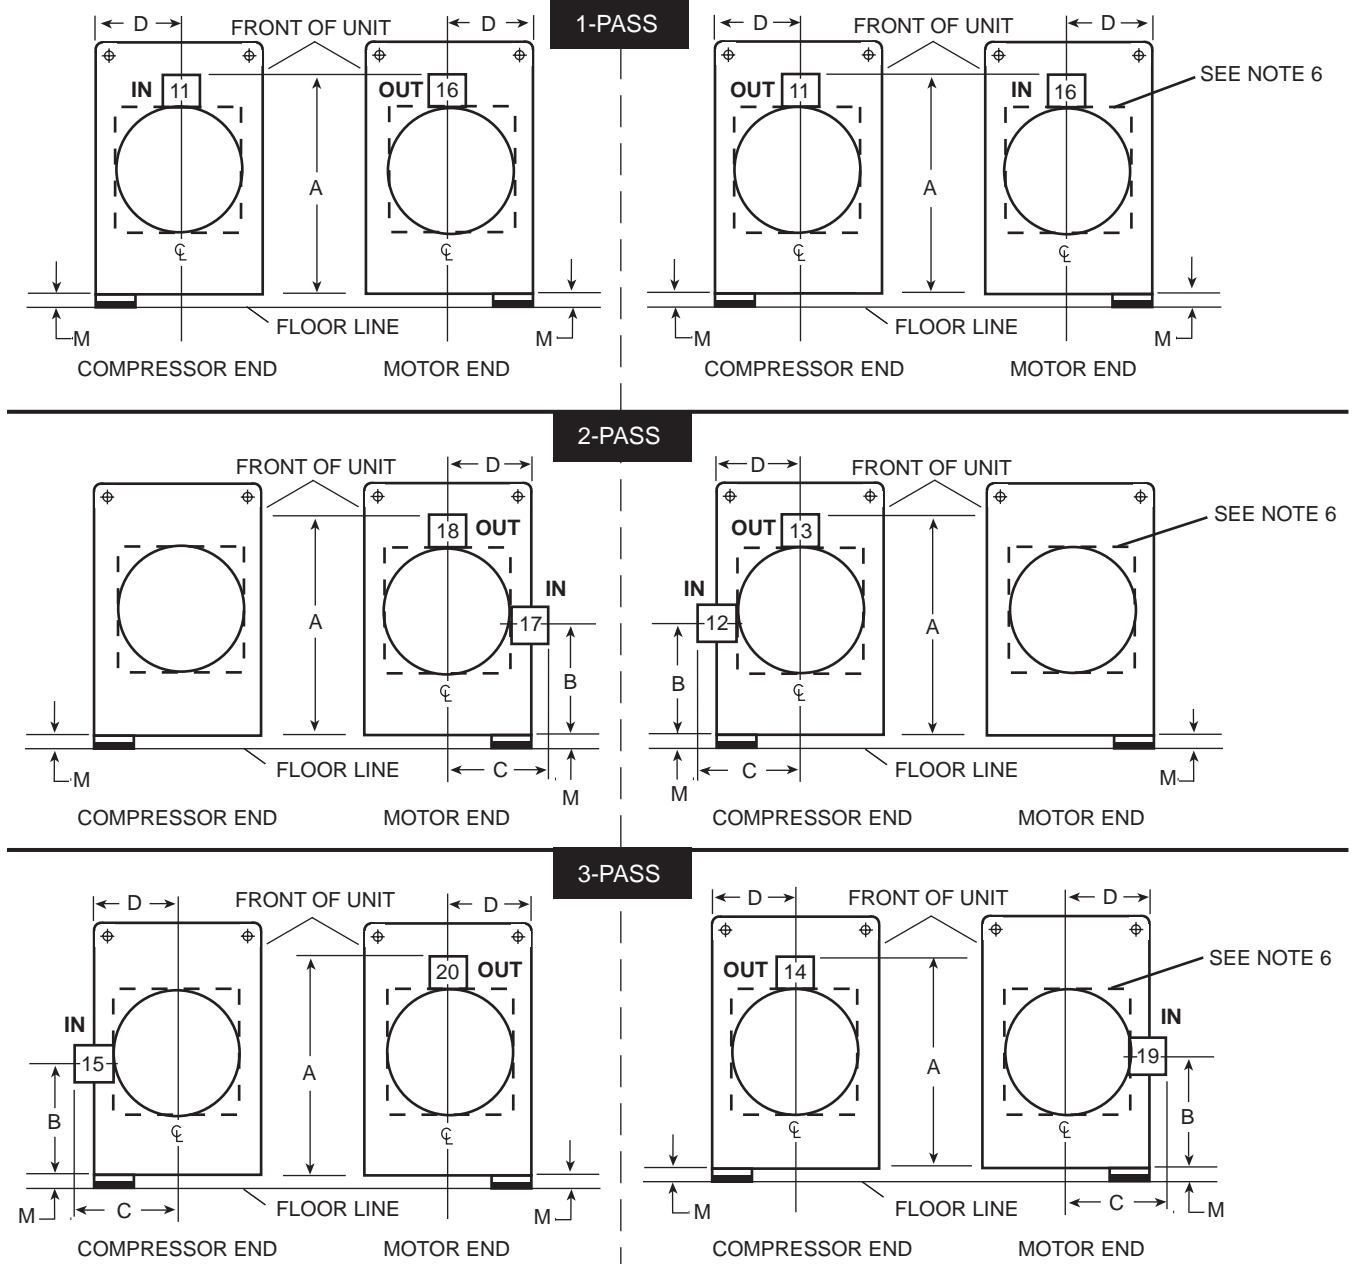 1-PASS
D FRONT OF UNIT D
D FRONT OF UNIT D
IN 11 OUT 16
OUT 11 IN 16 SEE NOTE 6
A
A
℄ ℄
℄ ℄
M FLOOR LINE M
M FLOOR LINE M
COMPRESSOR END MOTOR END
COMPRESSOR END MOTOR END
2-PASS
FRONT OF UNIT D
D FRONT OF UNIT
18 OUT
OUT 13
SEE NOTE 6
IN
IN
A 17
12 A
B
B
℄
℄
M FLOOR LINE C M
M C FLOOR LINE M
COMPRESSOR END MOTOR END
COMPRESSOR END MOTOR END
3-PASS
D FRONT OF UNIT D
D FRONT OF UNIT D
20 OUT
OUT 14
SEE NOTE 6
IN
IN
15 A
A 19
B
B
℄ ℄
℄ ℄
M C FLOOR LINE M
M FLOOR LINE C M
COMPRESSOR END MOTOR END
COMPRESSOR END MOTOR END